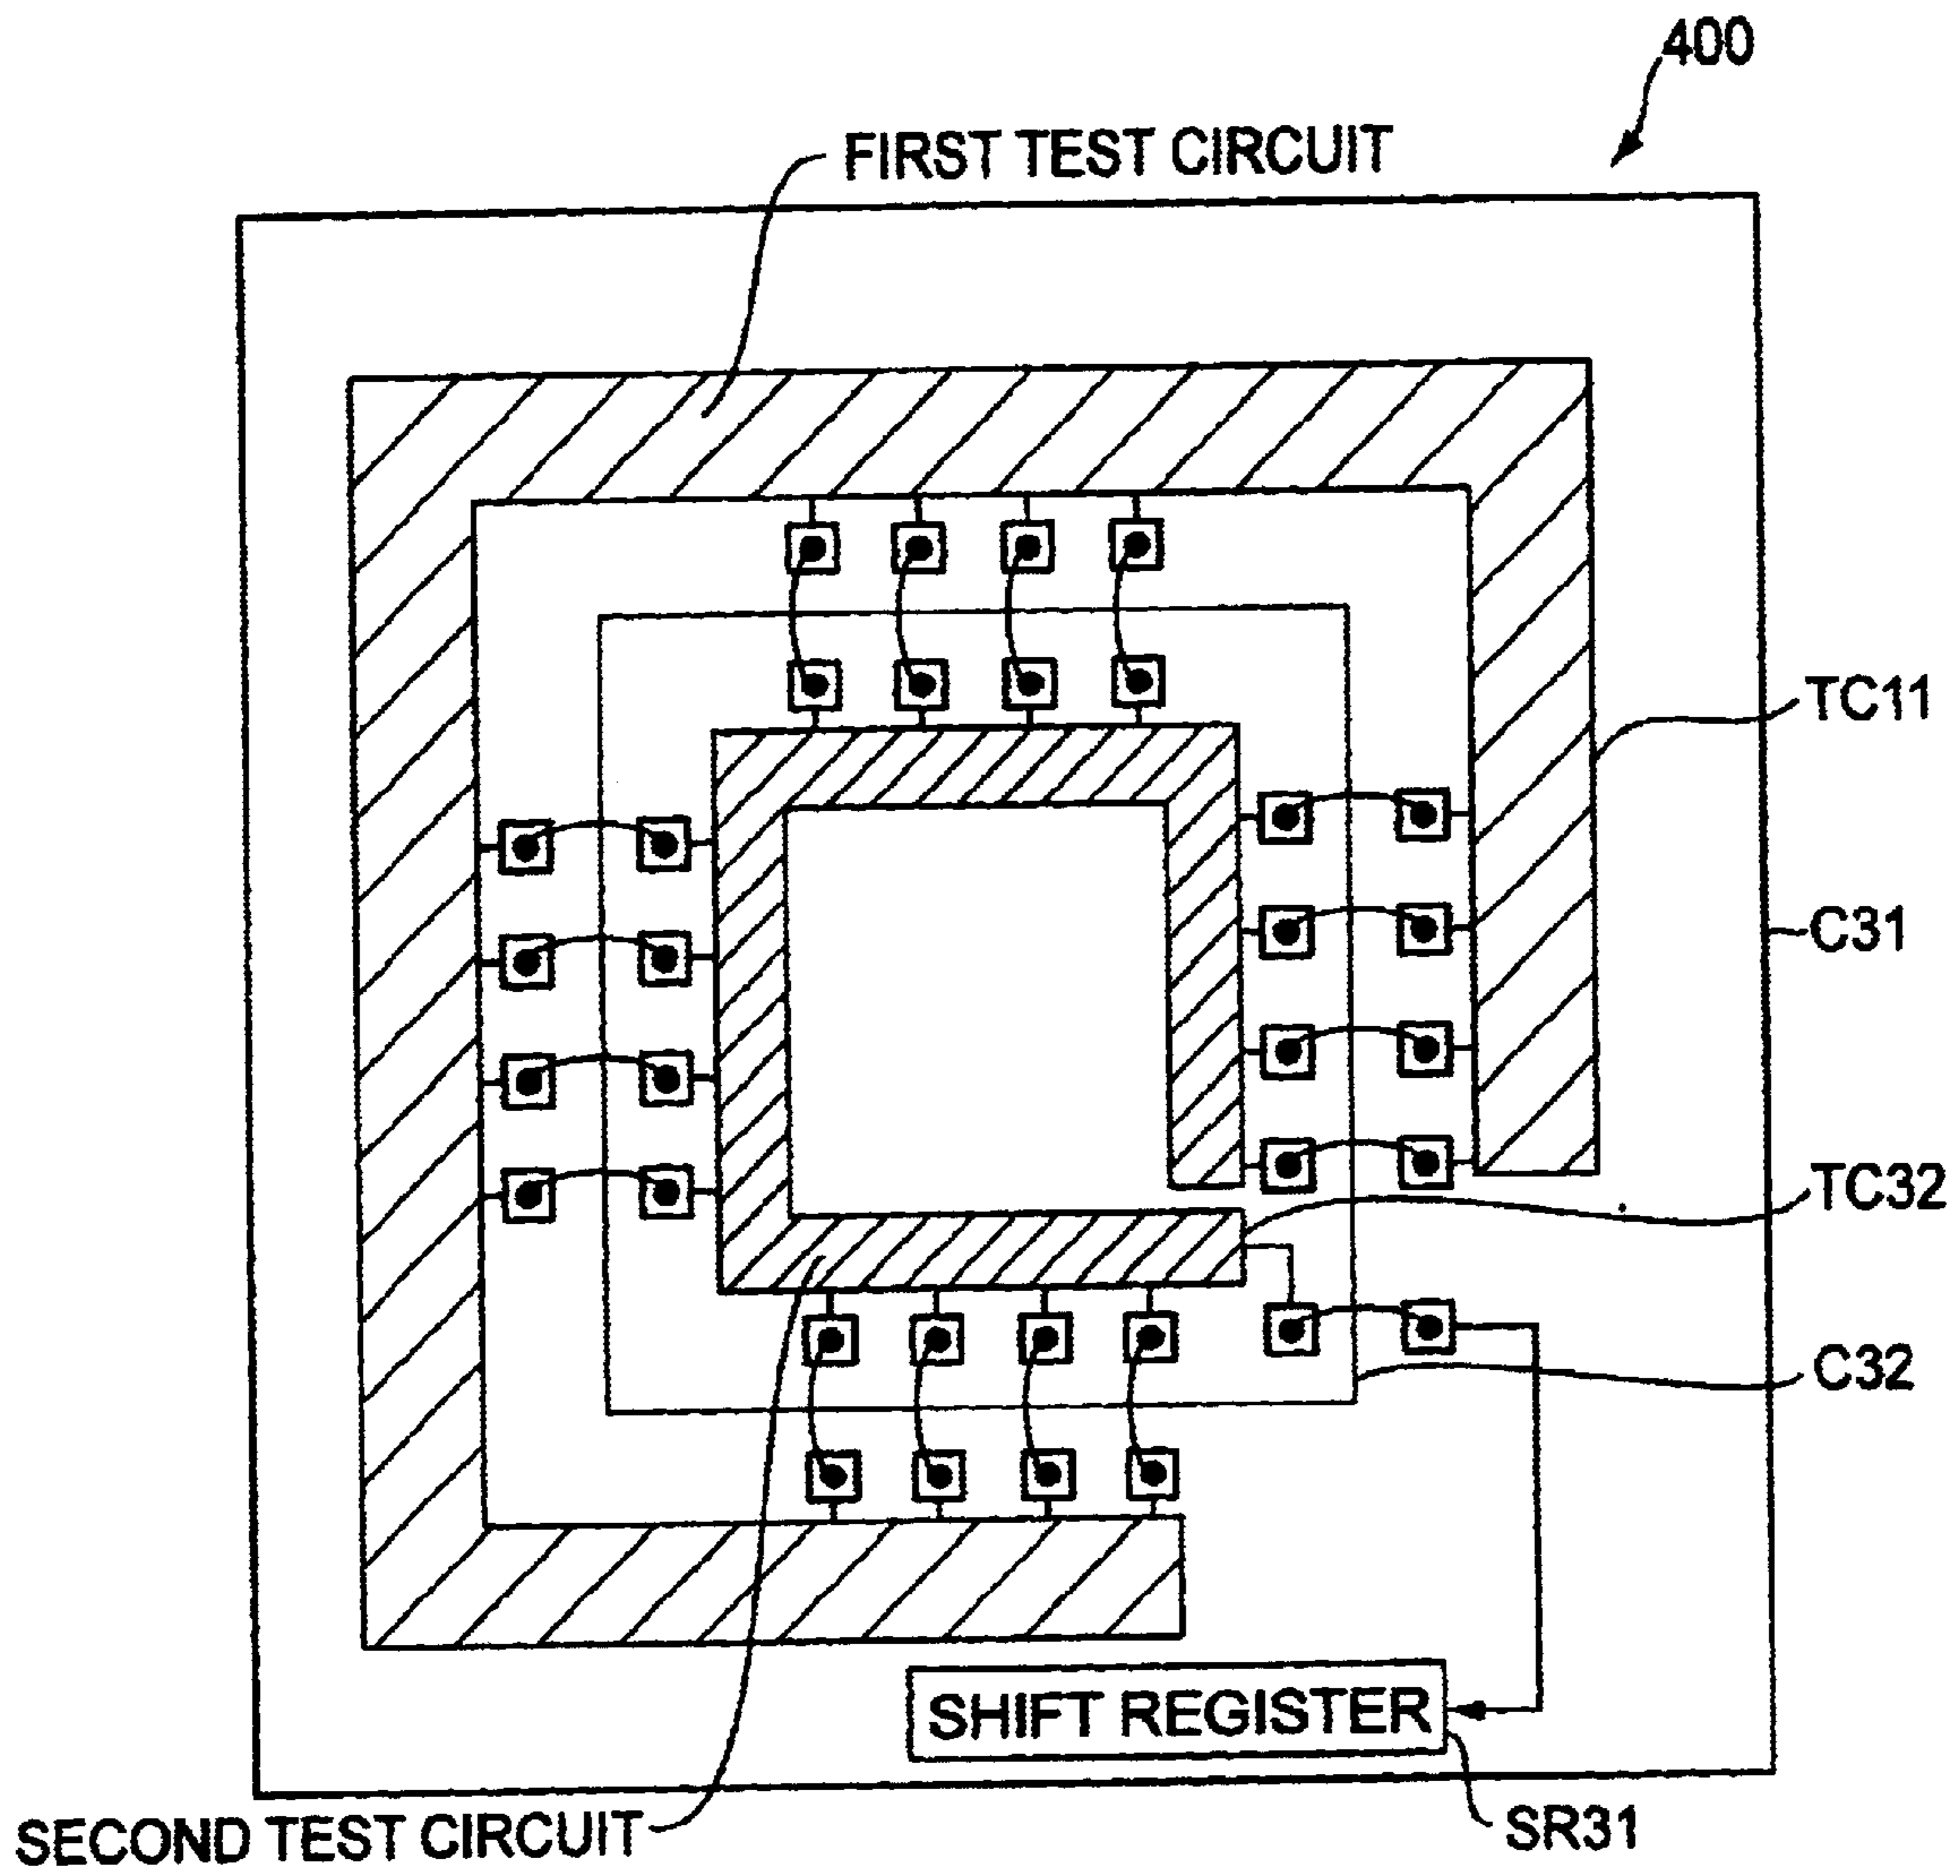 400
FIRST TEST CIRCUIT
TC11
C31
TC32
C32
SHIFT REGISTER
SECOND TEST CIRCUIT
SR31